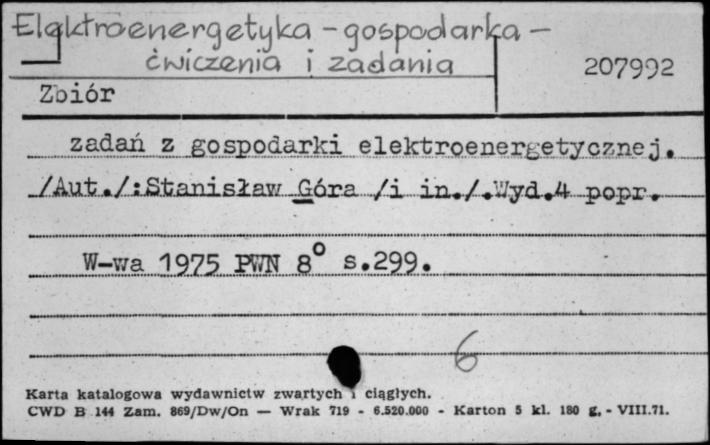 Elektroenergetyka - gospodarka -
ćwiczenia i zadania
207992
Zbiór
zadań z gospodarki elektroenergetycznej.
/Aut./:Stanisław Góra /i in./.Wyd.4 popr.
W-wa 1975 PWN 8° s.299.
6
Karta katalogowa wydawnictw zwartych i ciągłych.
CWD B 144 Zam. 869/Dw/On — Wrak 719 - 6.520.000 - Karton 5 kl. 180 g. - VIII.71.